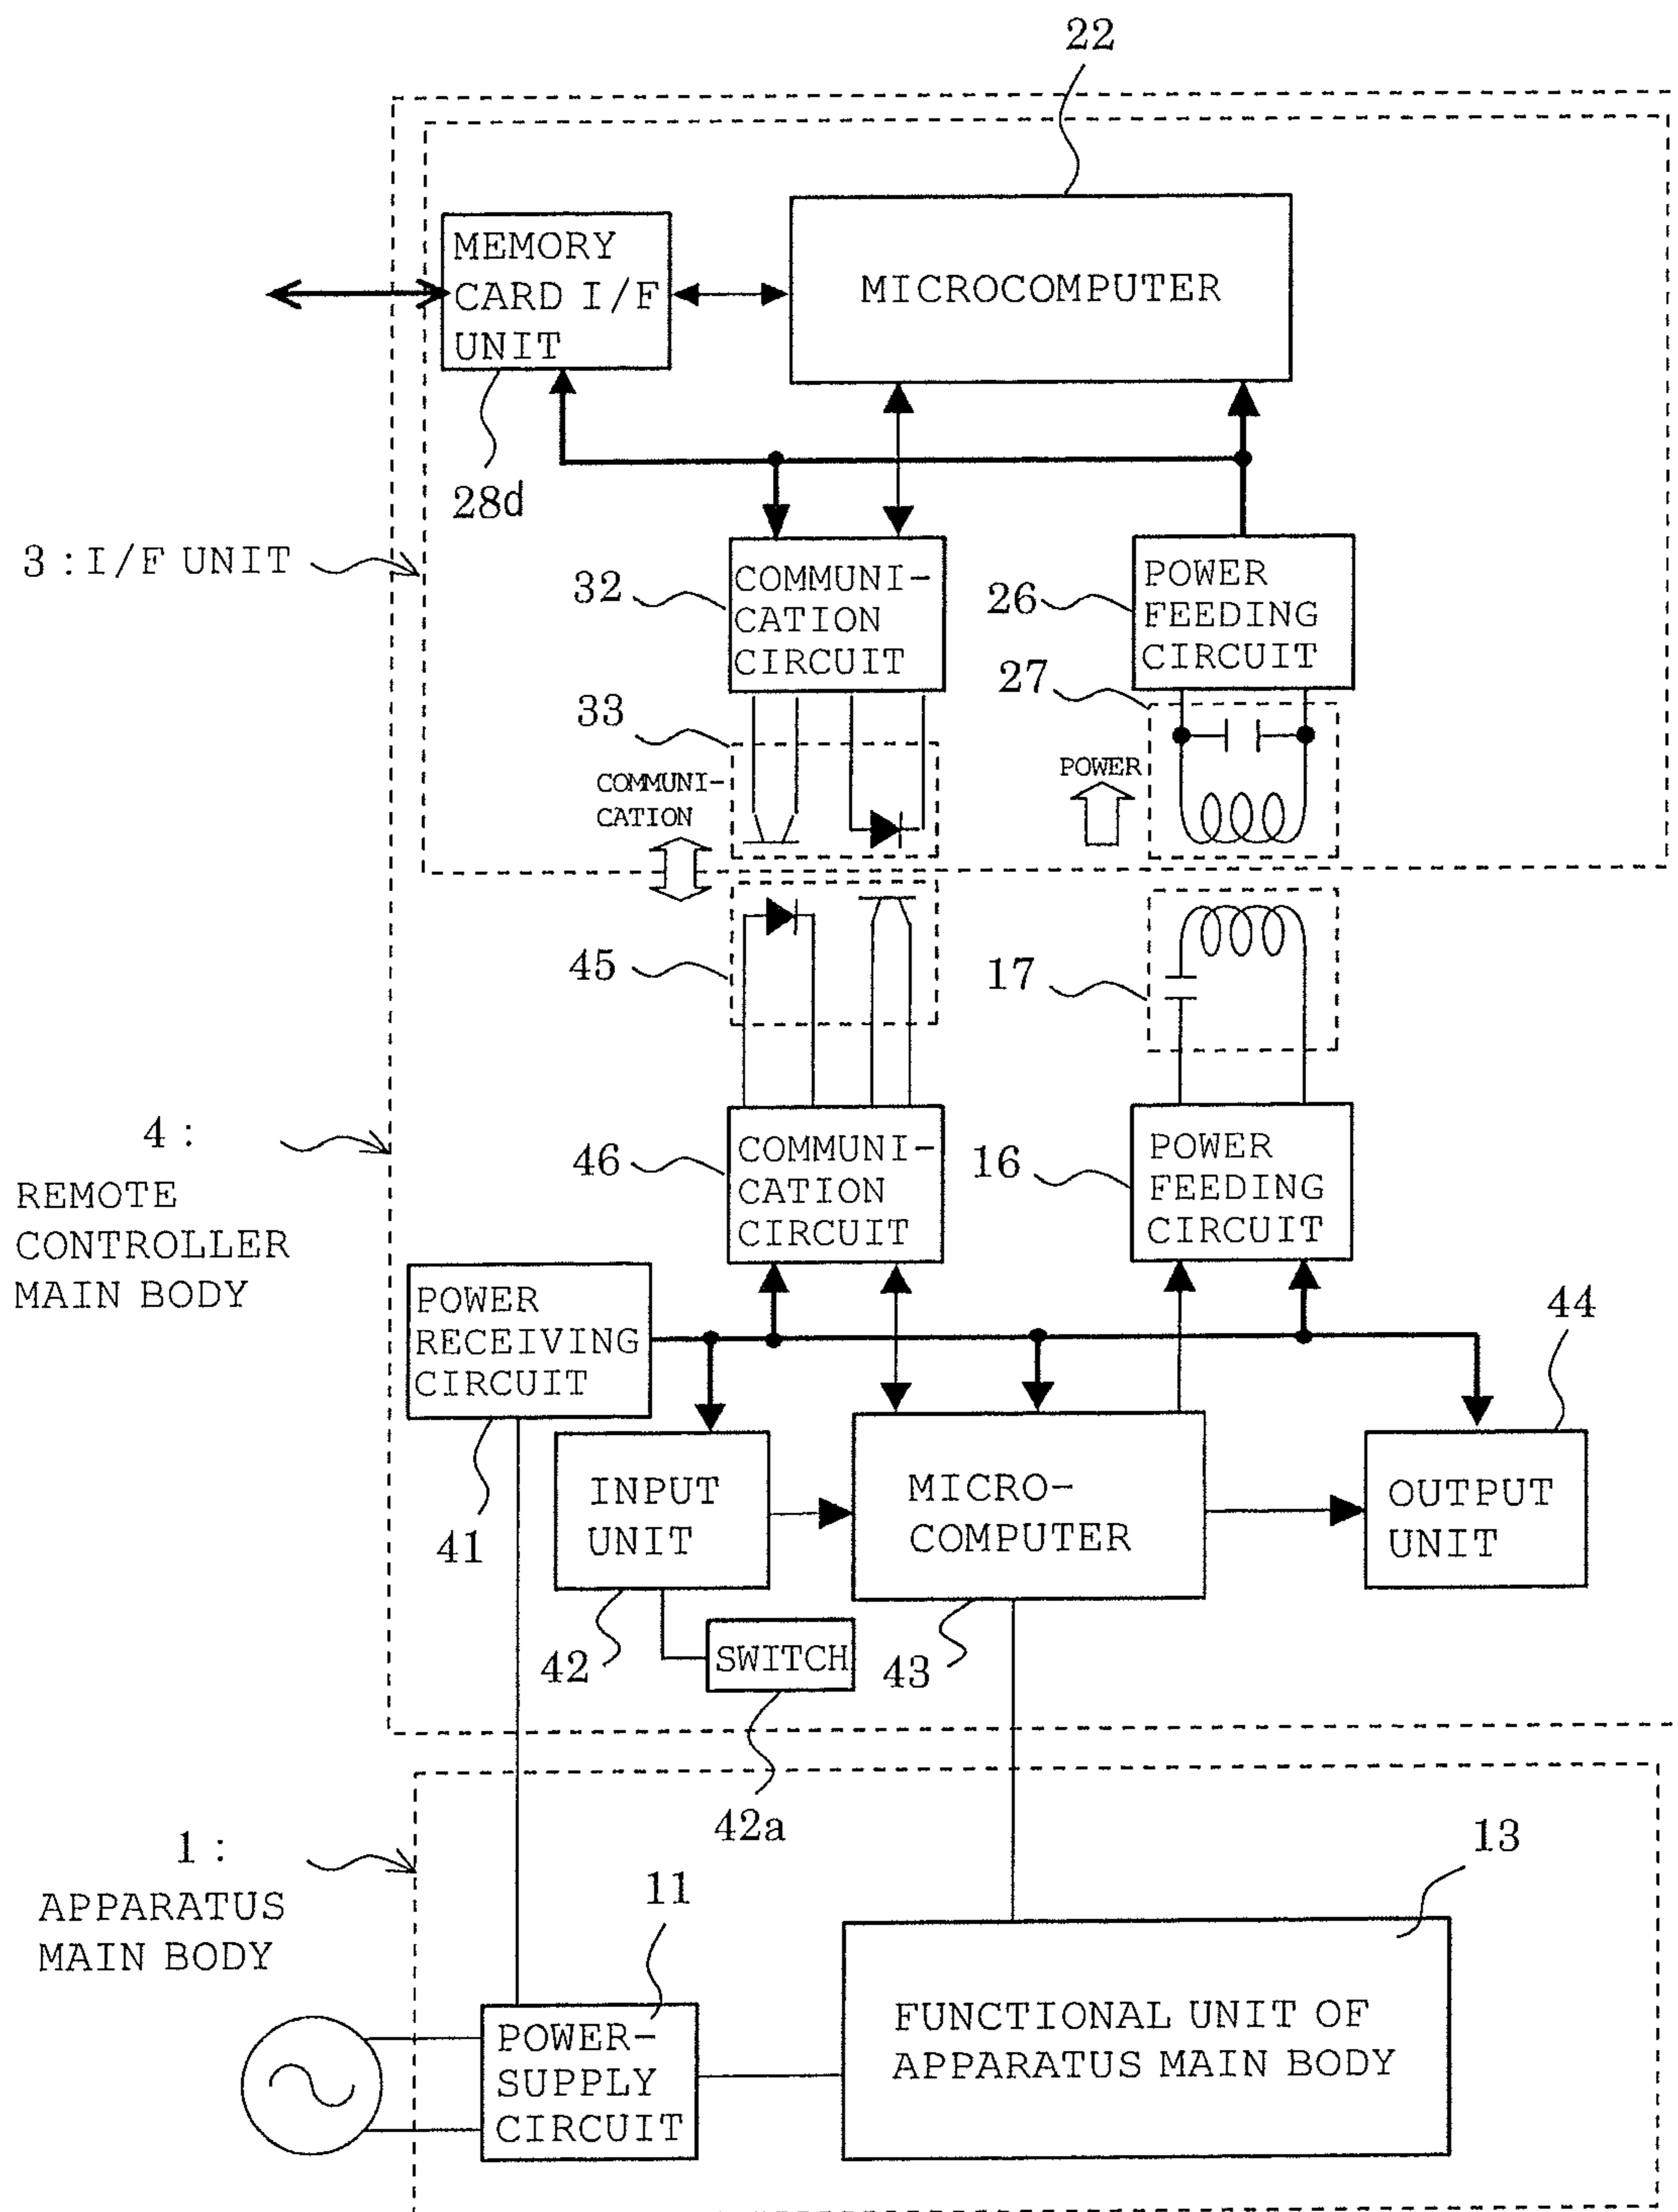 22
MEMORY
CARD I/F
UNIT
MICROCOMPUTER
28d
3 : I/F UNIT
32
COMMUNI-
CATION
CIRCUIT
26
POWER
FEEDING
CIRCUIT
27
33
COMMUNI-
CATION
POWER
45
17
4 :
REMOTE
CONTROLLER
MAIN BODY
46
COMMUNI-
CATION
CIRCUIT
16
POWER
FEEDING
CIRCUIT
POWER
RECEIVING
CIRCUIT
44
41
INPUT
UNIT
MICRO-
COMPUTER
OUTPUT
UNIT
42
SWITCH
43
42a
1 :
APPARATUS
MAIN BODY
11
13
POWER-
SUPPLY
CIRCUIT
FUNCTIONAL UNIT OF
APPARATUS MAIN BODY